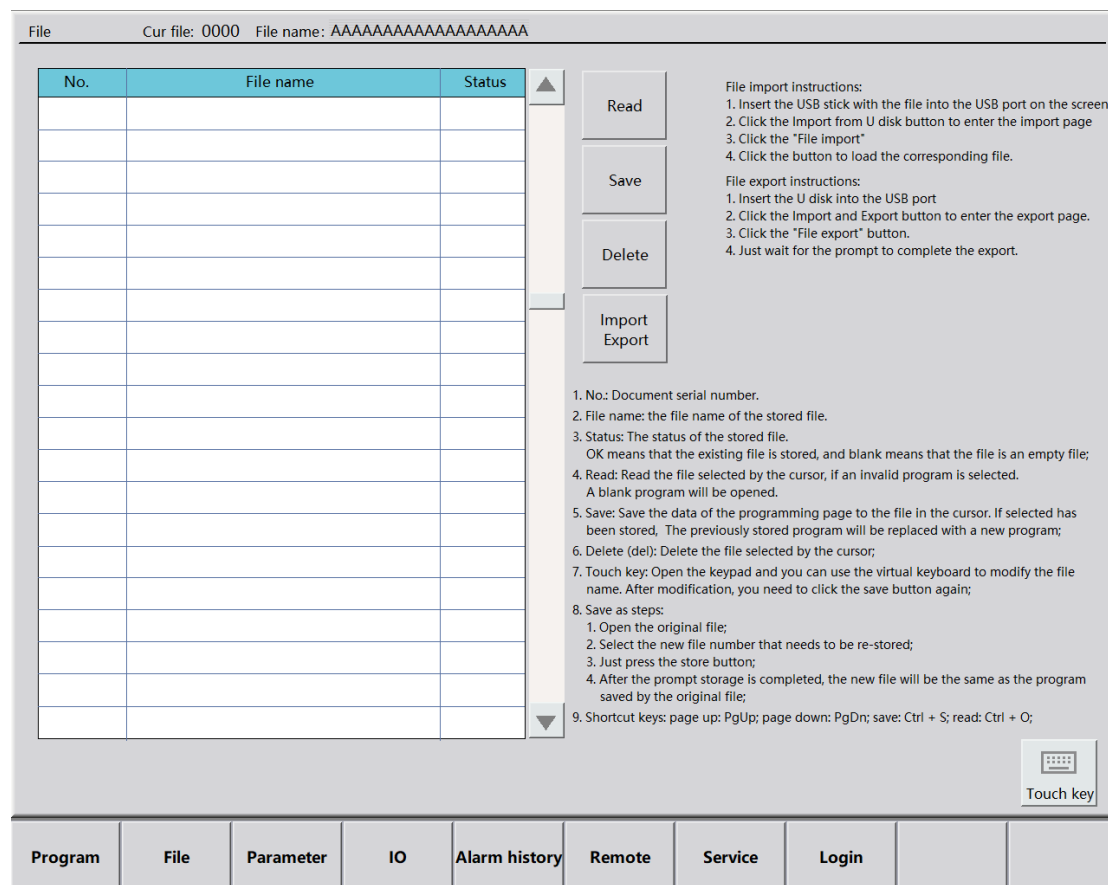 File Cur file: 0000 File name: AAAAAAAAAAAAAAAAAAA
No. File name Status
Read
Save
Delete
Import
Export
File import instructions:
1. Insert the USB stick with the file into the USB port on the screen
2. Click the Import from U disk button to enter the import page
3. Click the "File import"
4. Click the button to load the corresponding file.
File export instructions:
1. Insert the U disk into the USB port
2. Click the Import and Export button to enter the export page.
3. Click the "File export" button.
4. Just wait for the prompt to complete the export.
1. No.: Document serial number.
2. File name: the file name of the stored file.
3. Status: The status of the stored file.
OK means that the existing file is stored, and blank means that the file is an empty file;
4. Read: Read the file selected by the cursor, if an invalid program is selected.
A blank program will be opened.
5. Save: Save the data of the programming page to the file in the cursor. If selected has
been stored, The previously stored program will be replaced with a new program;
6. Delete (del): Delete the file selected by the cursor;
7. Touch key: Open the keypad and you can use the virtual keyboard to modify the file
name. After modification, you need to click the save button again;
8. Save as steps:
1. Open the original file;
2. Select the new file number that needs to be re-stored;
3. Just press the store button;
4. After the prompt storage is completed, the new file will be the same as the program
saved by the original file;
9. Shortcut keys: page up: PgUp; page down: PgDn; save: Ctrl + S; read: Ctrl + O;
Touch key
Program File Parameter IO Alarm history Remote Service Login